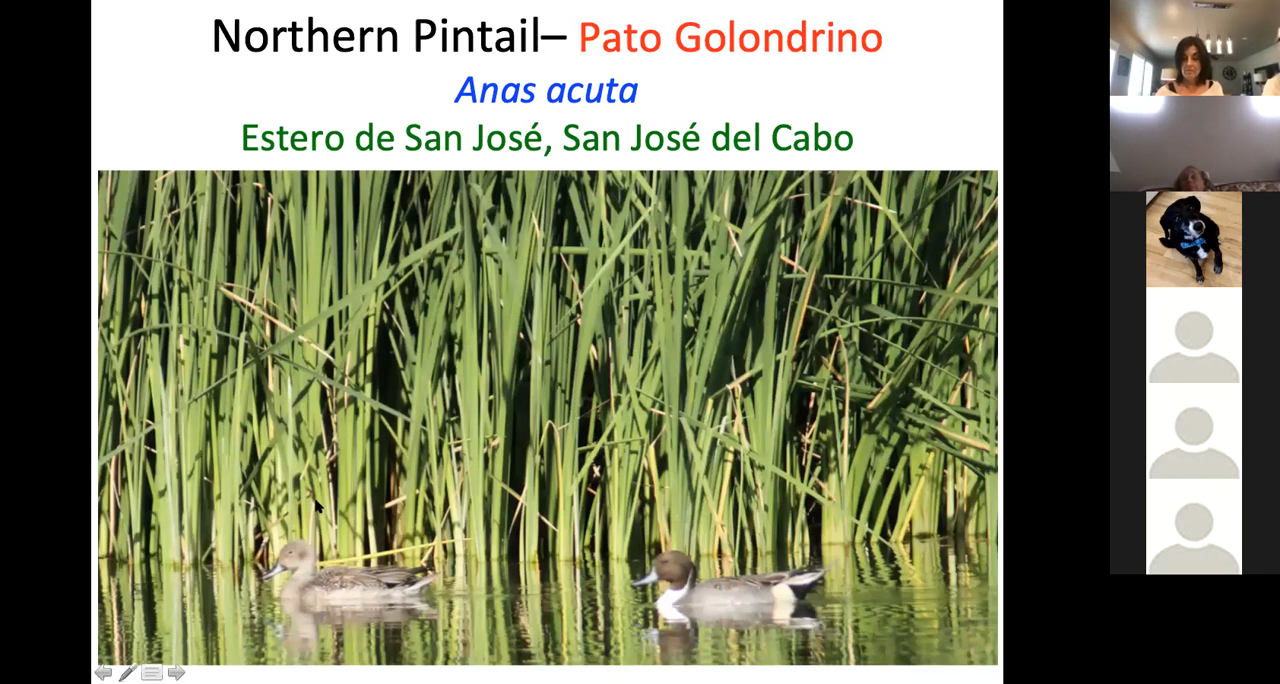 Northern Pintail– Pato Golondrino
Anas acuta
Estero de San José, San José del Cabo